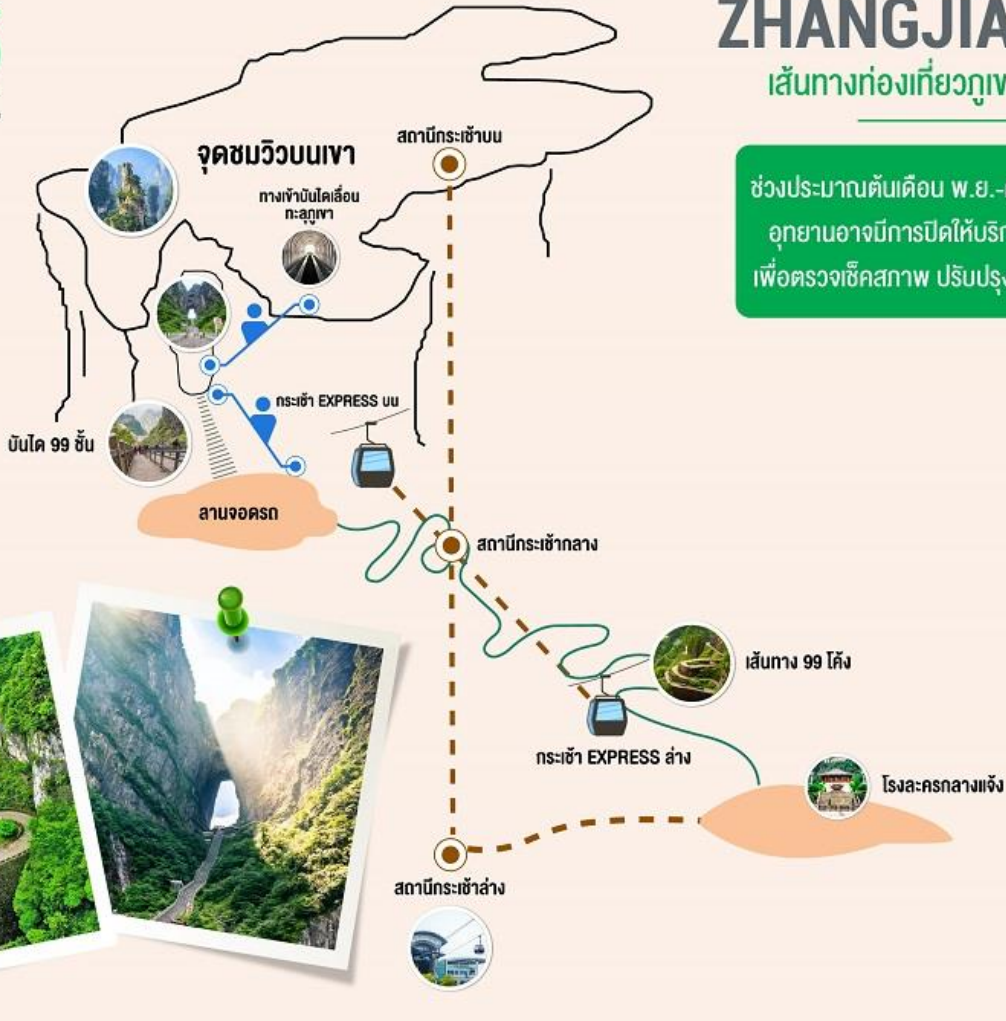 ZHANGJIA
เส้นทางท่องเที่ยวภูเข
ช่วงประมาณต้นเดือน พ.ย.-
อุทยานอาจมีการปิดให้บริก
เพื่อตรวจเช็คสภาพ ปรับปรุง
สถานีกระเช้าบน
จุดชมวิวบนเขา
ทางเข้าบันไดเลื่อน
ทะลุภูเขา
กระเช้า EXPRESS บน
บันได 99 ชั้น
ลานจอดรถ
สถานีกระเช้ากลาง
เส้นทาง 99 โค้ง
กระเช้า EXPRESS ล่าง
โรงละครกลางแจ้ง
สถานีกระเช้าล่าง